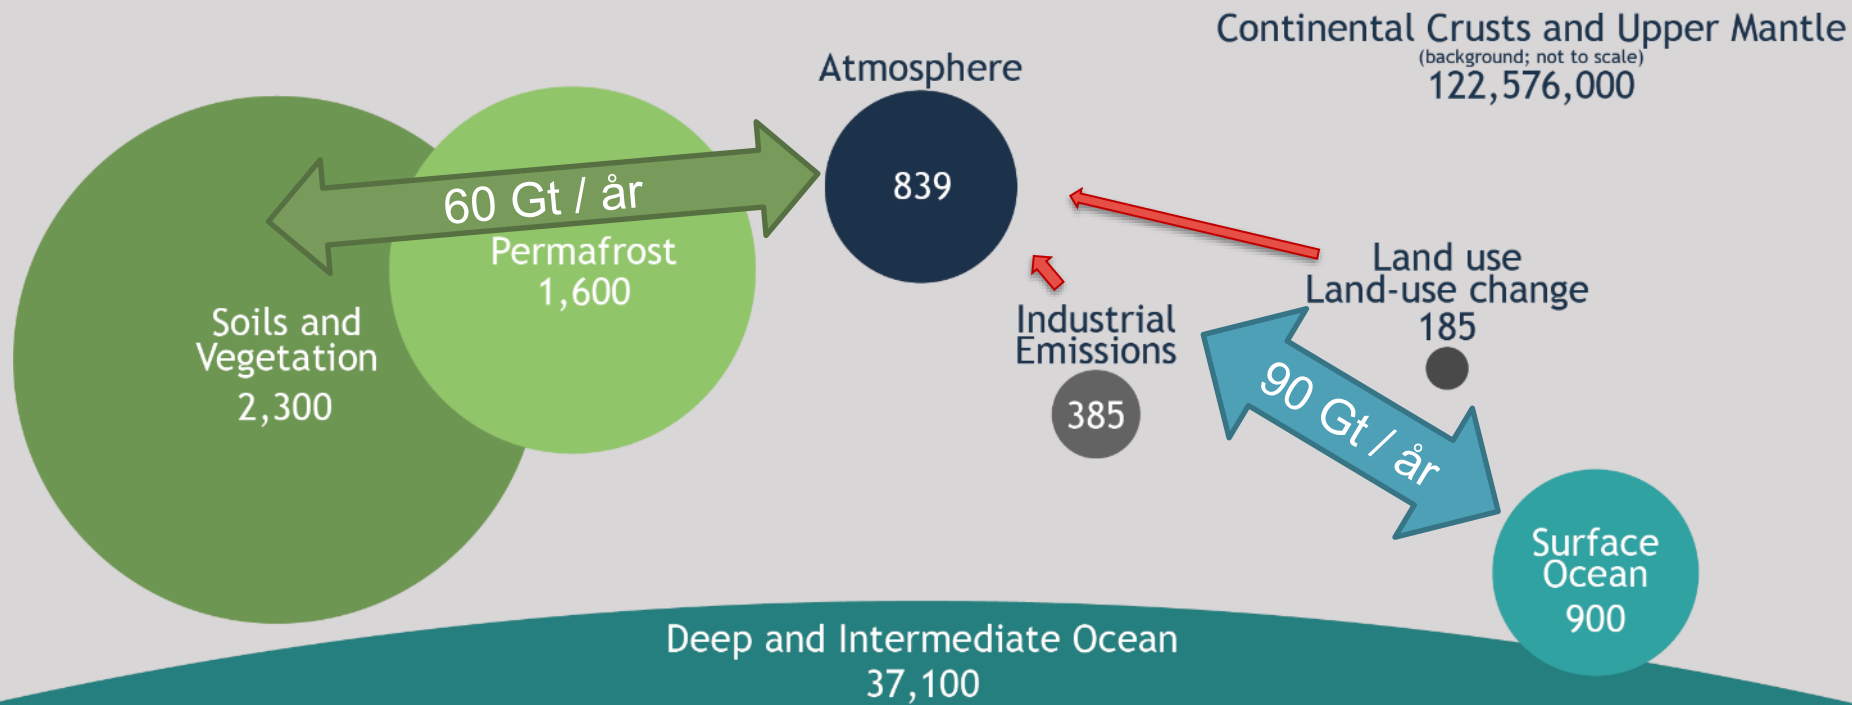 Continental Crusts and Upper Mantle
(background; not to scale)
122,576,000
Atmosphere
839
60 Gt / år
Permafrost
1,600
Soils and
Vegetation
2,300
Land use
Land-use change
185
Industrial
Emissions
385
90 Gt / år
Surface
Ocean
900
Deep and Intermediate Ocean
37,100